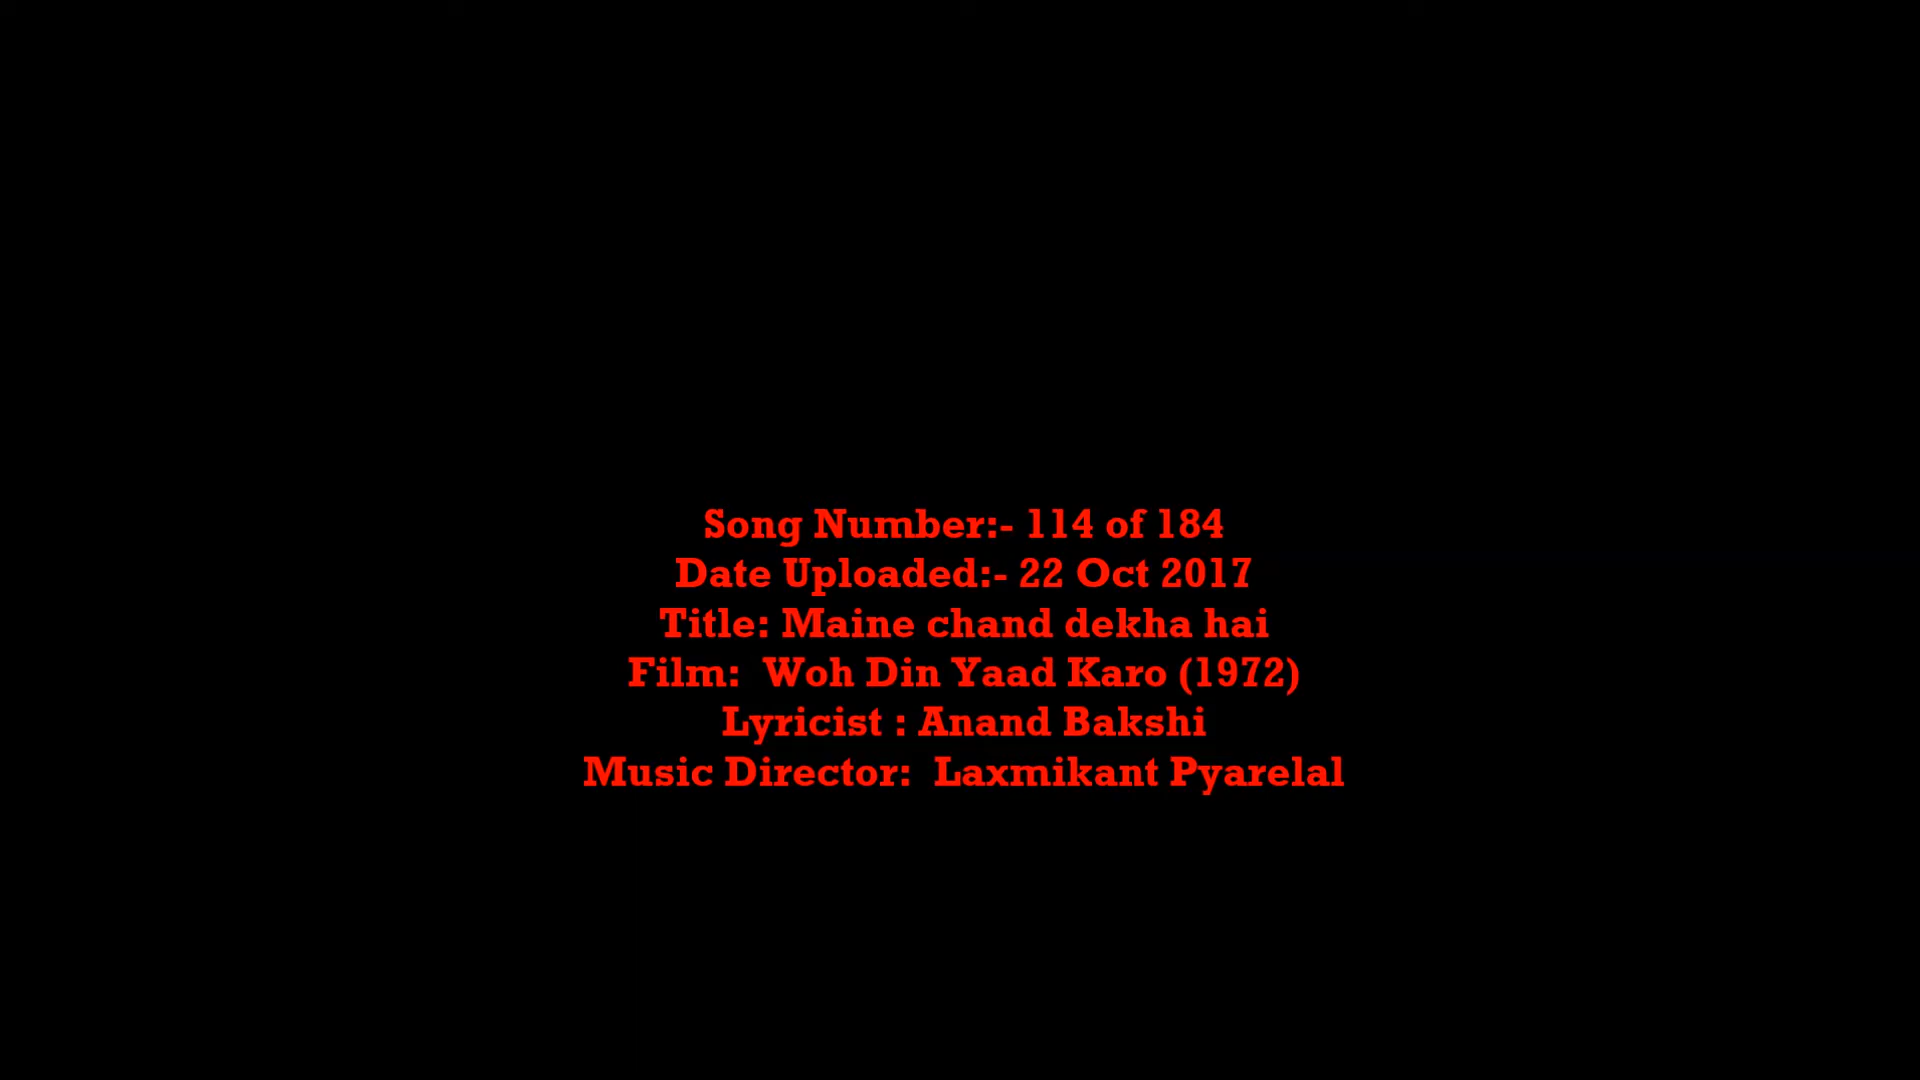 Song Number:- 114 of 184
Date Uploaded:- 22 Oct 2017
Title: Maine chand dekha hai
Film:  Woh Din Yaad Karo (1972)
Lyricist : Anand Bakshi
Music Director:  Laxmikant Pyarelal